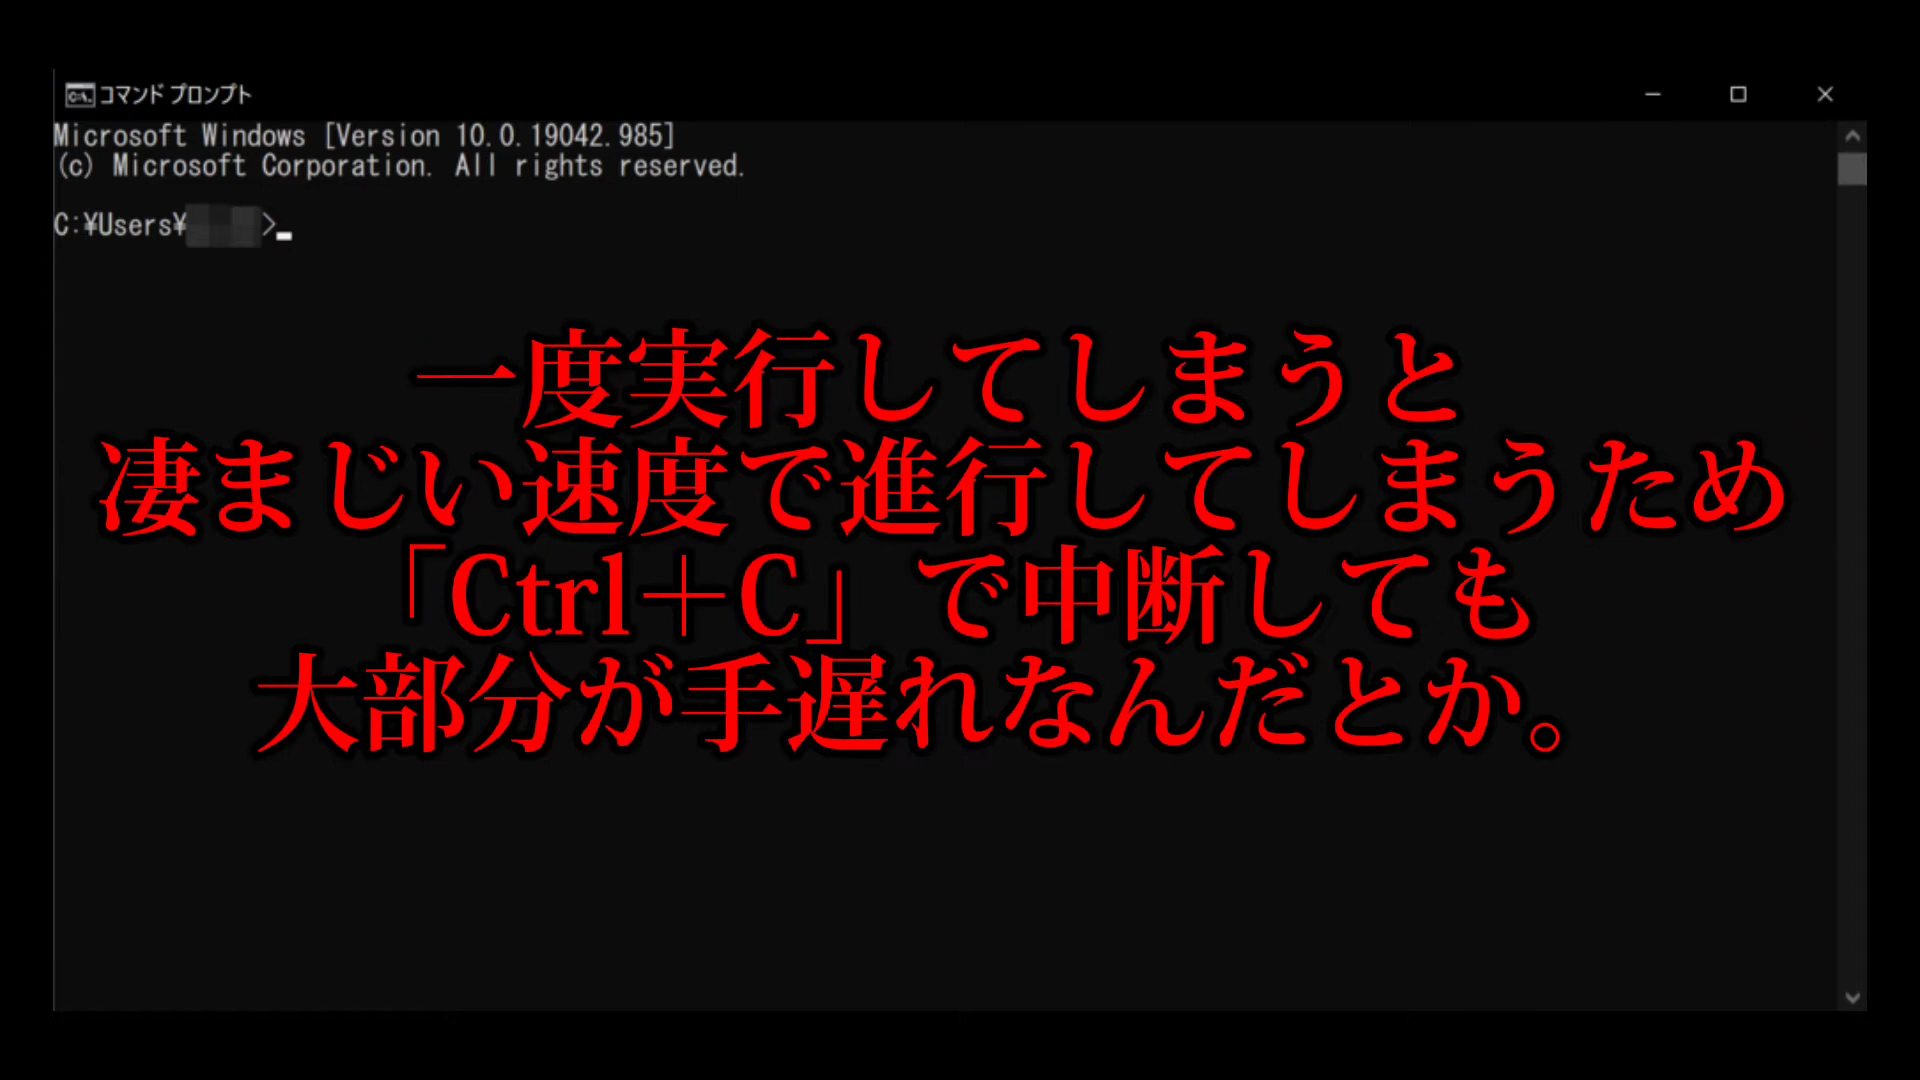 コマンド プロンプト
Microsoft Windows [Version 10.0.19042.985]
(c) Microsoft Corporation. All rights reserved.
C:¥Users¥ >_
一度実行してしまうと
凄まじい速度で進行してしまうため
「Ctrl＋C」で中断しても
大部分が手遅れなんだとか。